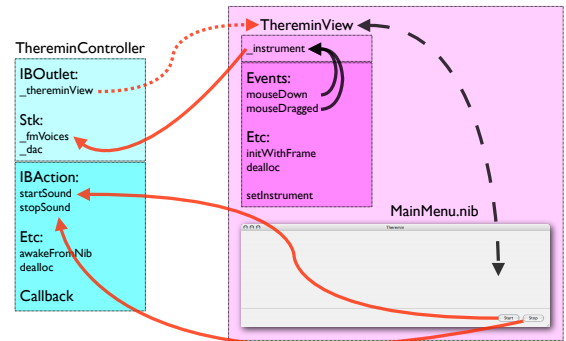 ThereminController
IBOutlet:
_thereminView
Stk:
_fmVoices
_dac
IBAction:
startSound
stopSound
Etc:
awakeFromNib
dealloc
Callback
ThereminView
_instrument
Events:
mouseDown
mouseDragged
Etc:
initWithFrame
dealloc
setInstrument
MainMenu.nib
Theremin
Start
Stop